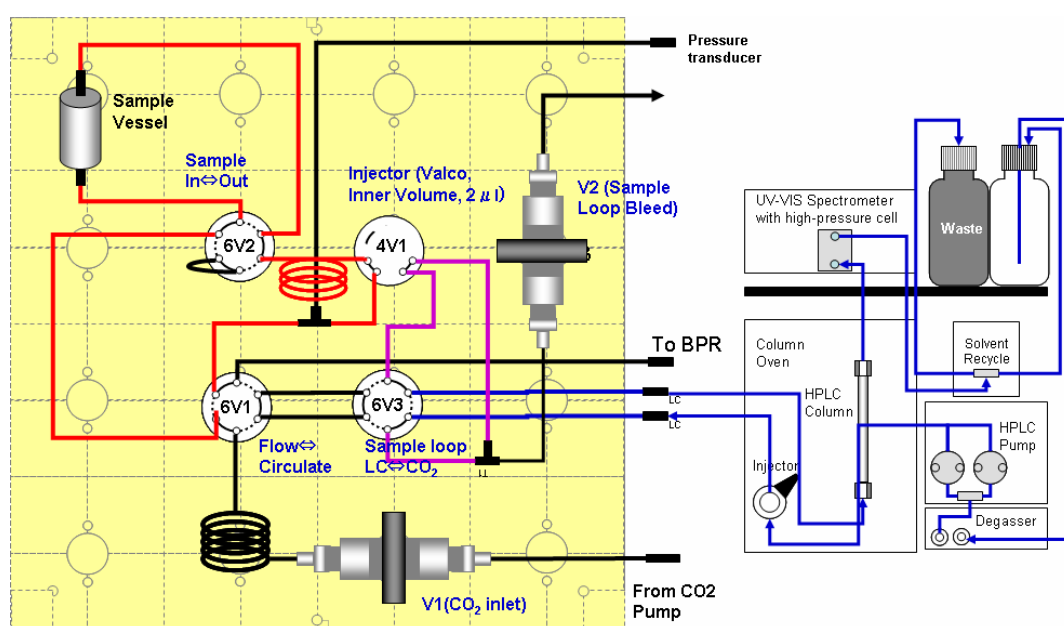 Pressure
transducer
Sample
Vessel
Sample
In⇔Out
Injector (Valco,
Inner Volume, 2 μl)
V2 (Sample
Loop Bleed)
6V2
4V1
To BPR
6V1
6V3
LC
LC
Flow⇔
Circulate
Sample loop
LC⇔CO₂
V1(CO₂ inlet)
From CO2
Pump
UV-VIS Spectrometer
with high-pressure cell
Waste
Column
Oven
Solvent
Recycle
HPLC
Column
HPLC
Pump
Injector
Degasser